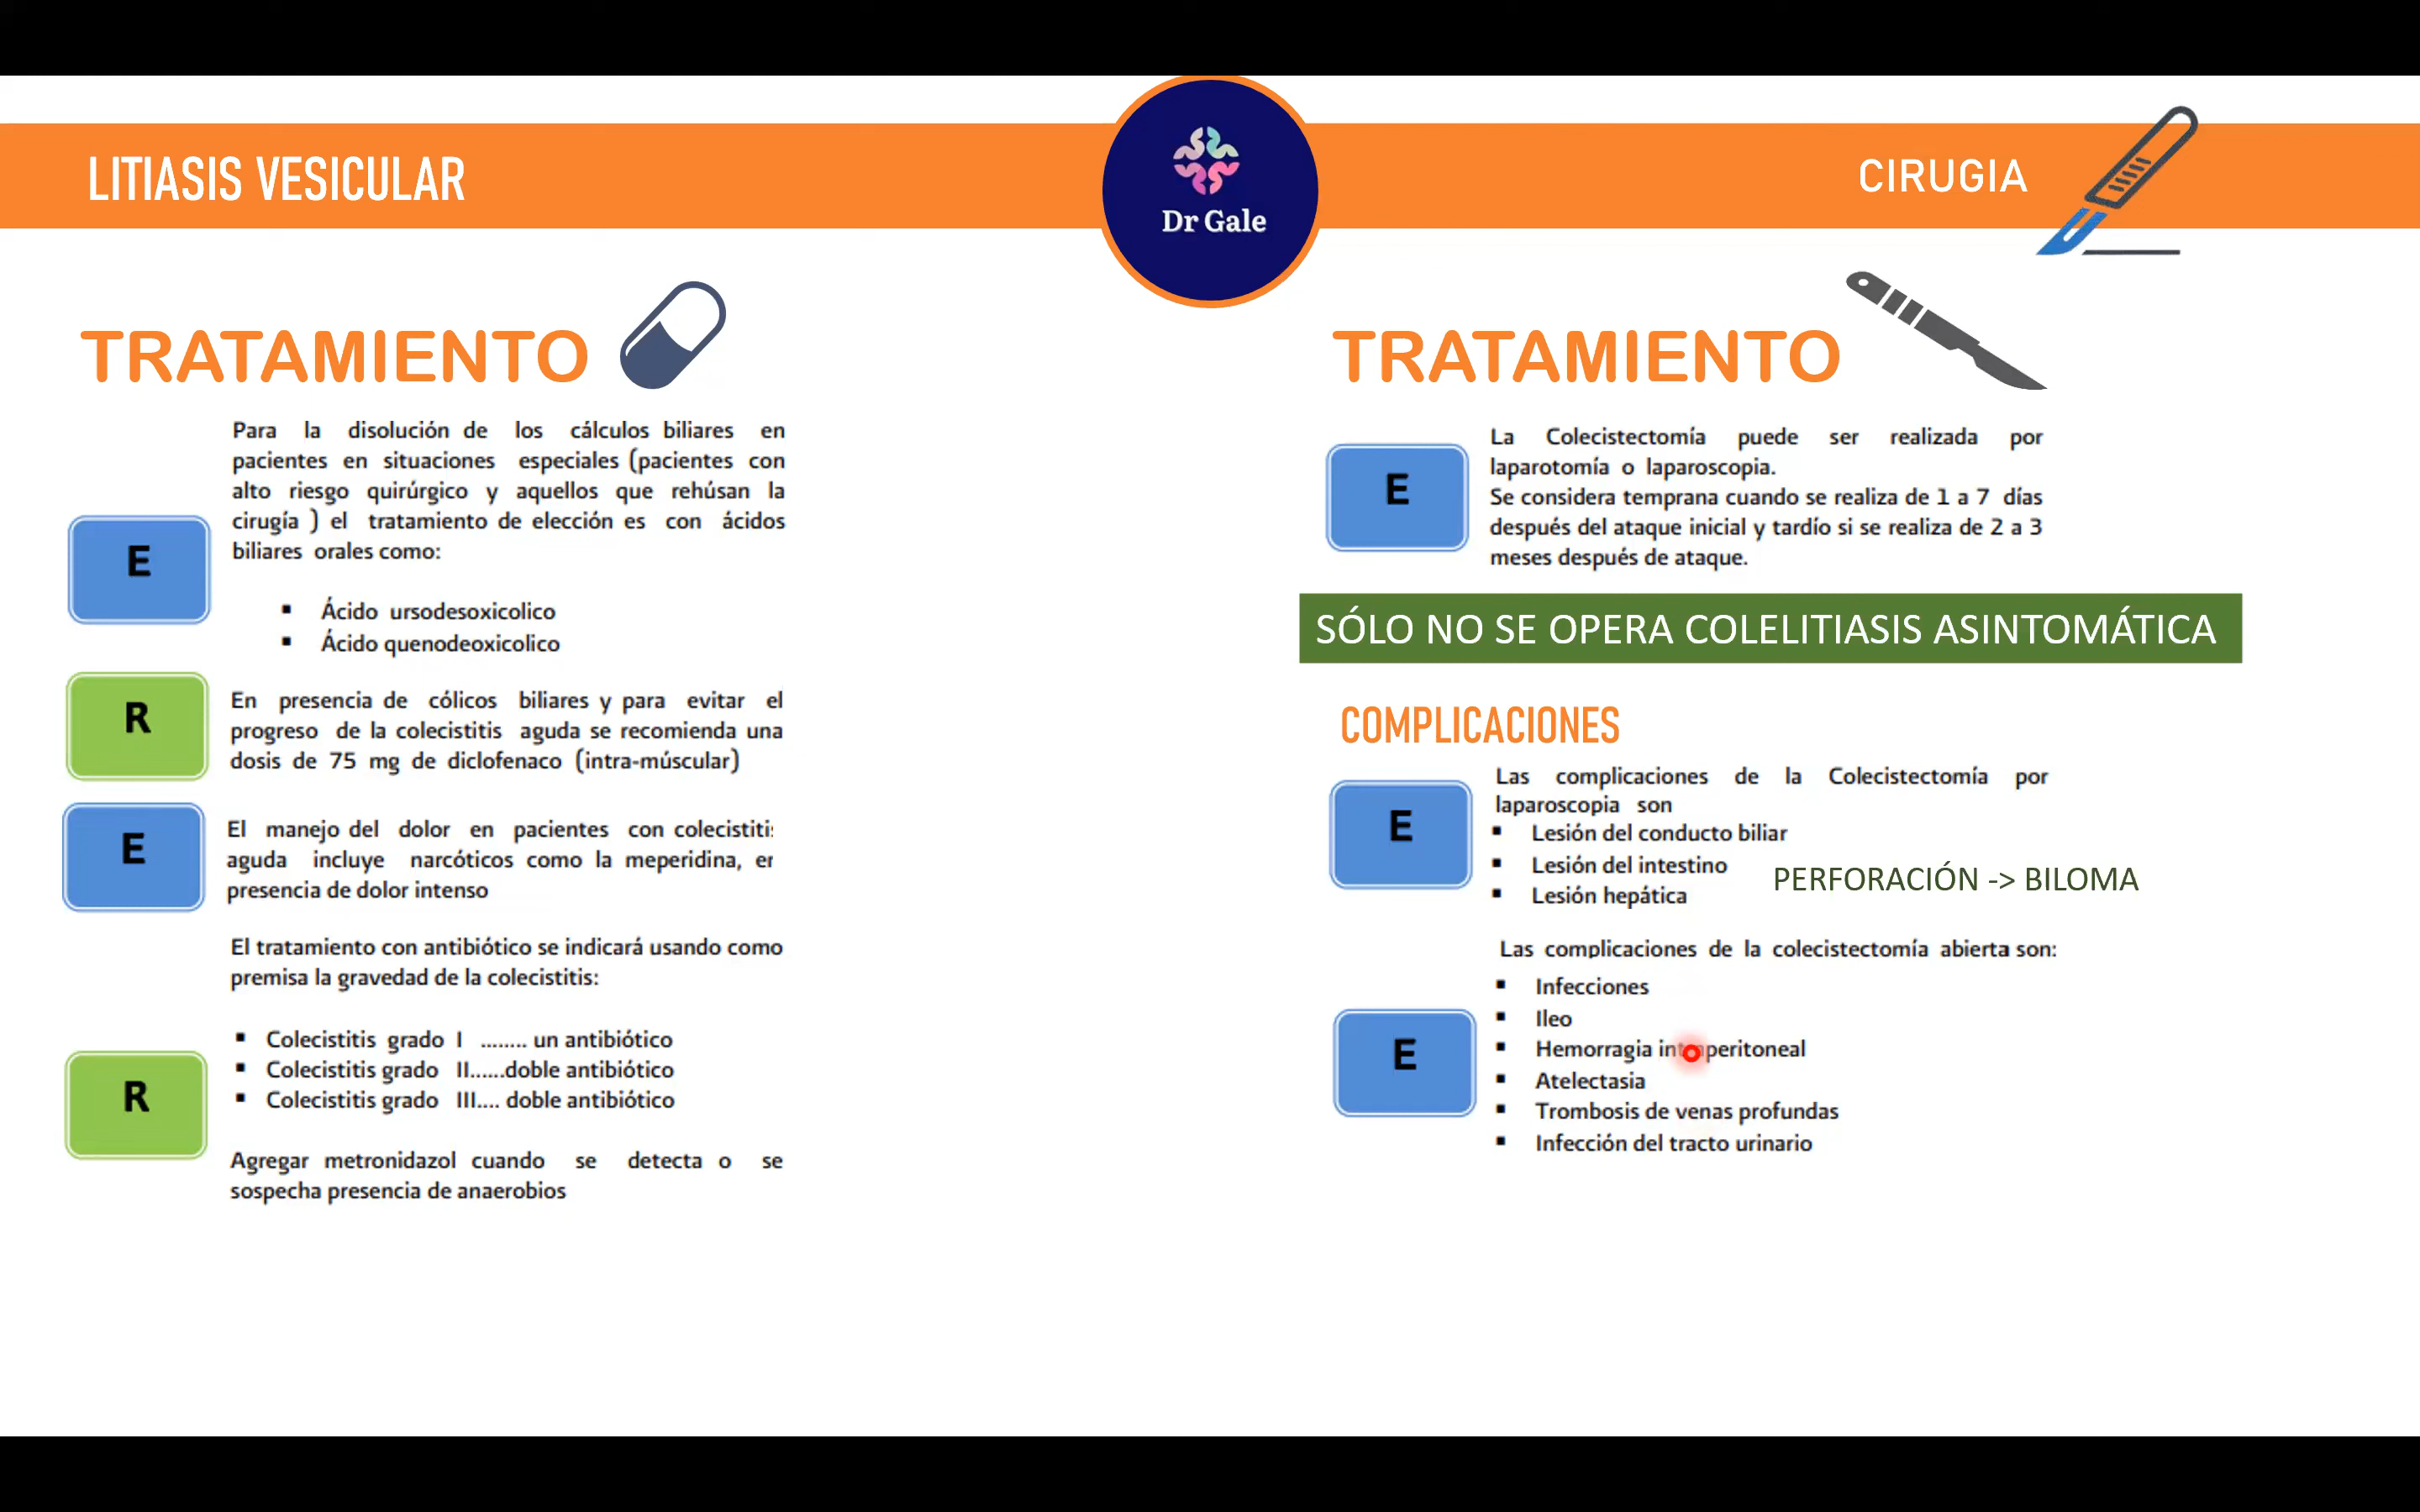 LITIASIS VESICULAR
Dr Gale
CIRUGIA
TRATAMIENTO
Para la disolución de los cálculos biliares en
pacientes en situaciones especiales (pacientes con
alto riesgo quirúrgico y aquellos que rehúsan la
cirugía ) el tratamiento de elección es con ácidos
biliares orales como:
E
▪ Ácido ursodesoxicolico
▪ Ácido quenodeoxicolico
R
En presencia de cólicos biliares y para evitar el
progreso de la colecistitis aguda se recomienda una
dosis de 75 mg de diclofenaco (intra-múscular)
E
El manejo del dolor en pacientes con colecistitis
aguda incluye narcóticos como la meperidina, en
presencia de dolor intenso
El tratamiento con antibiótico se indicará usando como
premisa la gravedad de la colecistitis:
▪ Colecistitis grado I ........ un antibiótico
▪ Colecistitis grado II......doble antibiótico
▪ Colecistitis grado III.... doble antibiótico
R
Agregar metronidazol cuando se detecta o se
sospecha presencia de anaerobios
TRATAMIENTO
E
La Colecistectomía puede ser realizada por
laparotomía o laparoscopia.
Se considera temprana cuando se realiza de 1 a 7 días
después del ataque inicial y tardío si se realiza de 2 a 3
meses después de ataque.
SÓLO NO SE OPERA COLELITIASIS ASINTOMÁTICA
COMPLICACIONES
E
Las complicaciones de la Colecistectomía por
laparoscopia son
▪ Lesión del conducto biliar
▪ Lesión del intestino
▪ Lesión hepática
PERFORACIÓN -> BILOMA
Las complicaciones de la colecistectomía abierta son:
E
▪ Infecciones
▪ Ileo
▪ Hemorragia intraperitoneal
▪ Atelectasia
▪ Trombosis de venas profundas
▪ Infección del tracto urinario